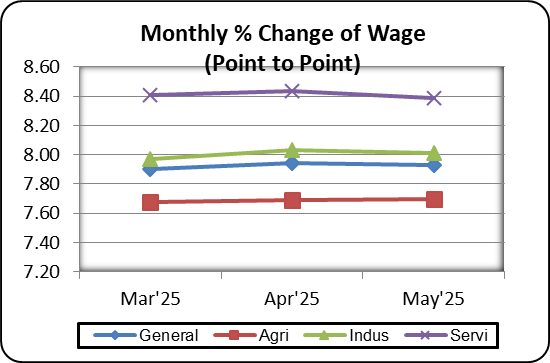 Monthly % Change of Wage
(Point to Point)
8.60
8.40
8.20
8.00
7.80
7.60
7.40
7.20
Mar'25 Apr'25 May'25
General Agri Indus Servi